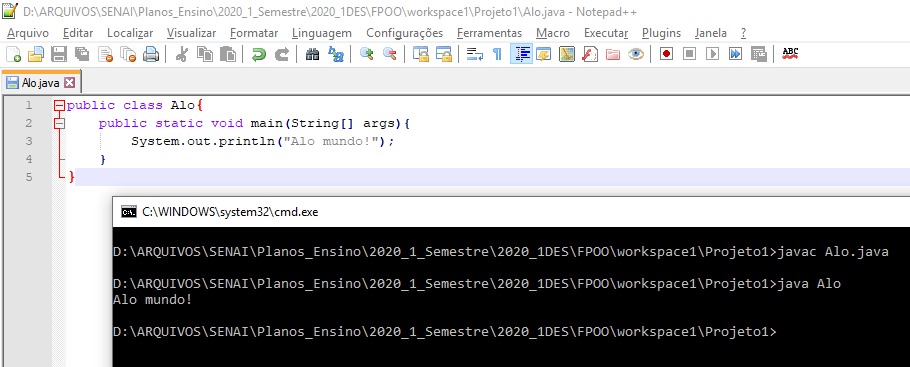 D:\ARQUIVOS\SENAI\Planos_Ensino\2020_1_Semestre\2020_1DES\FPOO\workspace1\Projeto1\Alo.java - Notepad++
Arquivo Editar Localizar Visualizar Formatar Linguagem Configurações Ferramentas Macro Executar Plugins Janela ?
ABC
Alo.java
1 public class Alo{
2 public static void main(String[] args){
3 System.out.println("Alo mundo!");
4 }
5 }
C:\WINDOWS\system32\cmd.exe
D:\ARQUIVOS\SENAI\Planos_Ensino\2020_1_Semestre\2020_1DES\FPOO\workspace1\Projeto1>javac Alo.java
D:\ARQUIVOS\SENAI\Planos_Ensino\2020_1_Semestre\2020_1DES\FPOO\workspace1\Projeto1>java Alo
Alo mundo!
D:\ARQUIVOS\SENAI\Planos_Ensino\2020_1_Semestre\2020_1DES\FPOO\workspace1\Projeto1>